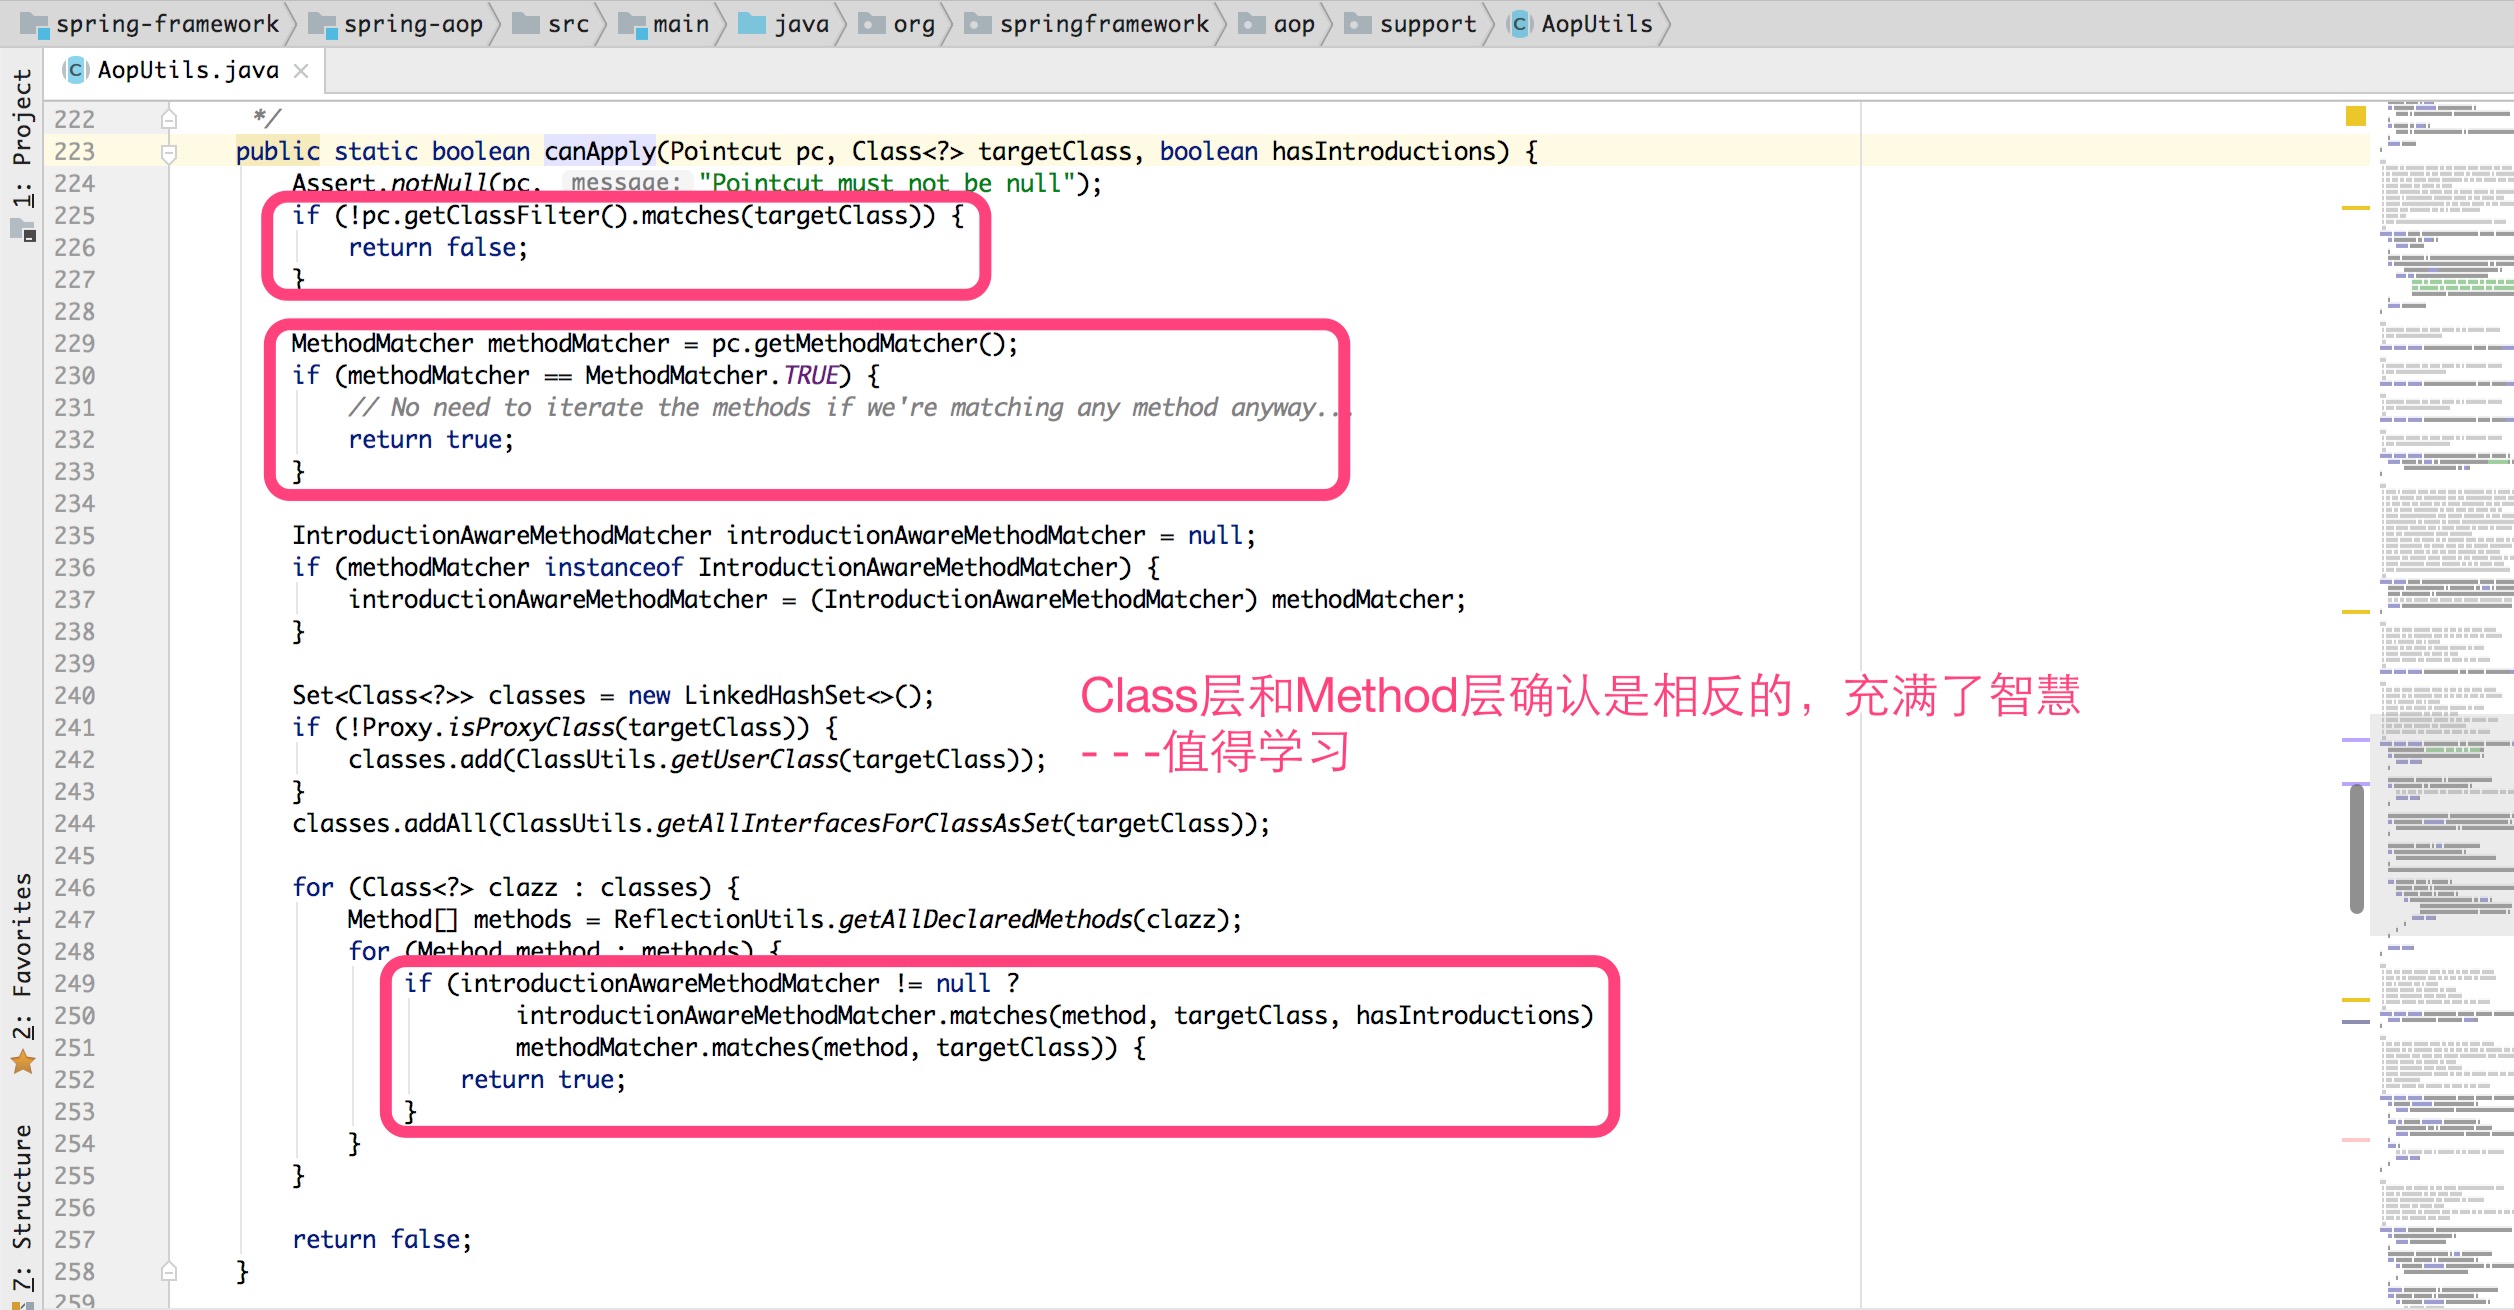 spring-framework spring-aop src main java org springframework aop support AopUtils
AopUtils.java
1: Project
2: Favorites
7: Structure
222 */
223 public static boolean canApply(Pointcut pc, Class<?> targetClass, boolean hasIntroductions) {
224 Assert.notNull(pc, message: "Pointcut must not be null");
225 if (!pc.getClassFilter().matches(targetClass)) {
226 return false;
227 }
228
229 MethodMatcher methodMatcher = pc.getMethodMatcher();
230 if (methodMatcher == MethodMatcher.TRUE) {
231 // No need to iterate the methods if we're matching any method anyway...
232 return true;
233 }
234
235 IntroductionAwareMethodMatcher introductionAwareMethodMatcher = null;
236 if (methodMatcher instanceof IntroductionAwareMethodMatcher) {
237 introductionAwareMethodMatcher = (IntroductionAwareMethodMatcher) methodMatcher;
238 }
239
240 Set<Class<?>> classes = new LinkedHashSet<>();
241 if (!Proxy.isProxyClass(targetClass)) {
242 classes.add(ClassUtils.getUserClass(targetClass));
243 }
244 classes.addAll(ClassUtils.getAllInterfacesForClassAsSet(targetClass));
245
246 for (Class<?> clazz : classes) {
247 Method[] methods = ReflectionUtils.getAllDeclaredMethods(clazz);
248 for (Method method : methods) {
249 if (introductionAwareMethodMatcher != null ?
250 introductionAwareMethodMatcher.matches(method, targetClass, hasIntroductions)
251 methodMatcher.matches(method, targetClass)) {
252 return true;
253 }
254 }
255 }
256
257 return false;
258 }
259
Class层和Method层确认是相反的，充满了智慧
- - -值得学习